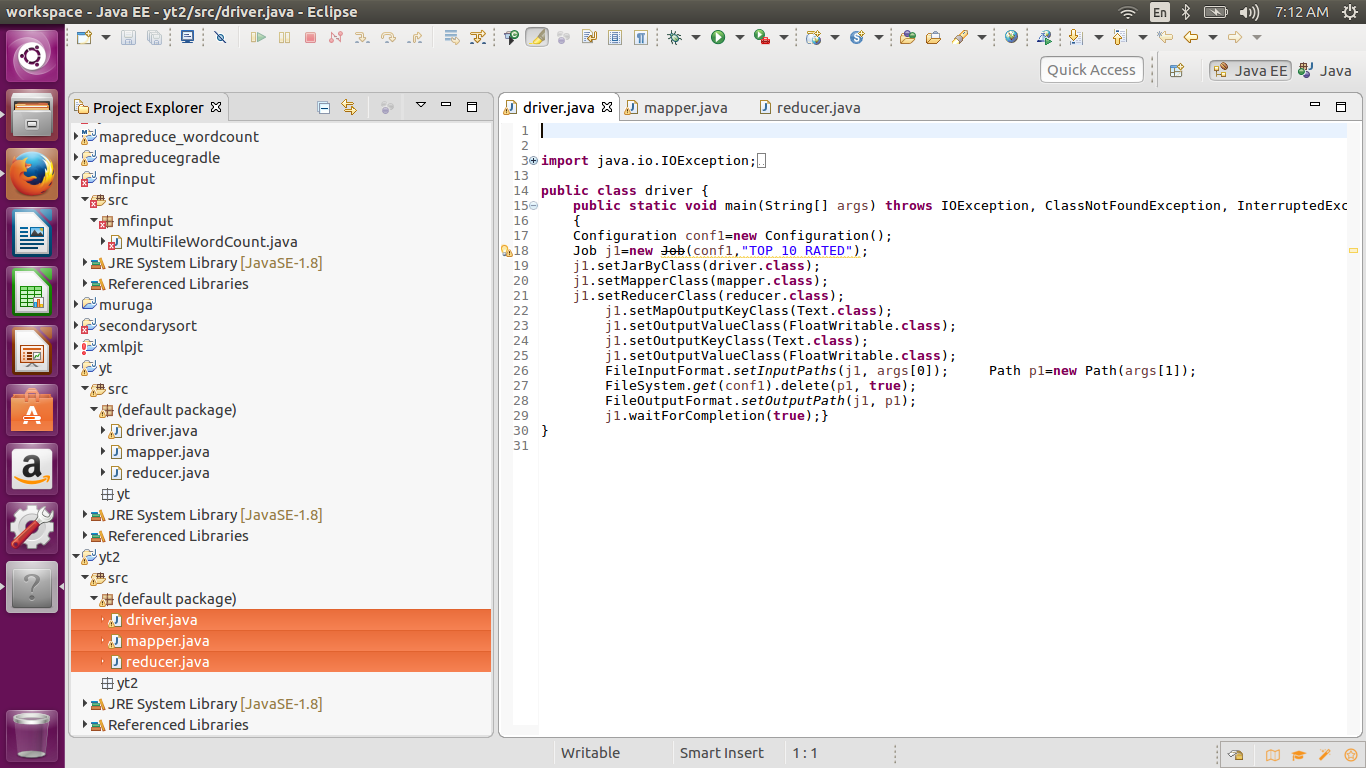 workspace - Java EE - yt2/src/driver.java - Eclipse
En
7:12 AM
Quick Access
Java EE
Java
Project Explorer
mapreduce_wordcount
mapreducegradle
mfinput
src
mfinput
MultiFileWordCount.java
JRE System Library [JavaSE-1.8]
Referenced Libraries
muruga
secondarysort
xmlpjt
yt
src
(default package)
driver.java
mapper.java
reducer.java
yt
JRE System Library [JavaSE-1.8]
Referenced Libraries
yt2
src
(default package)
driver.java
mapper.java
reducer.java
yt2
JRE System Library [JavaSE-1.8]
Referenced Libraries
driver.java
mapper.java
reducer.java
1
2
3 import java.io.IOException;
13
14 public class driver {
15 public static void main(String[] args) throws IOException, ClassNotFoundException, InterruptedExc
16 {
17 Configuration conf1=new Configuration();
18 Job j1=new Job(conf1,"TOP 10 RATED");
19 j1.setJarByClass(driver.class);
20 j1.setMapperClass(mapper.class);
21 j1.setReducerClass(reducer.class);
22 j1.setMapOutputKeyClass(Text.class);
23 j1.setOutputValueClass(FloatWritable.class);
24 j1.setOutputKeyClass(Text.class);
25 j1.setOutputValueClass(FloatWritable.class);
26 FileInputFormat.setInputPaths(j1, args[0]); Path p1=new Path(args[1]);
27 FileSystem.get(conf1).delete(p1, true);
28 FileOutputFormat.setOutputPath(j1, p1);
29 j1.waitForCompletion(true);}
30 }
31
Writable
Smart Insert
1 : 1